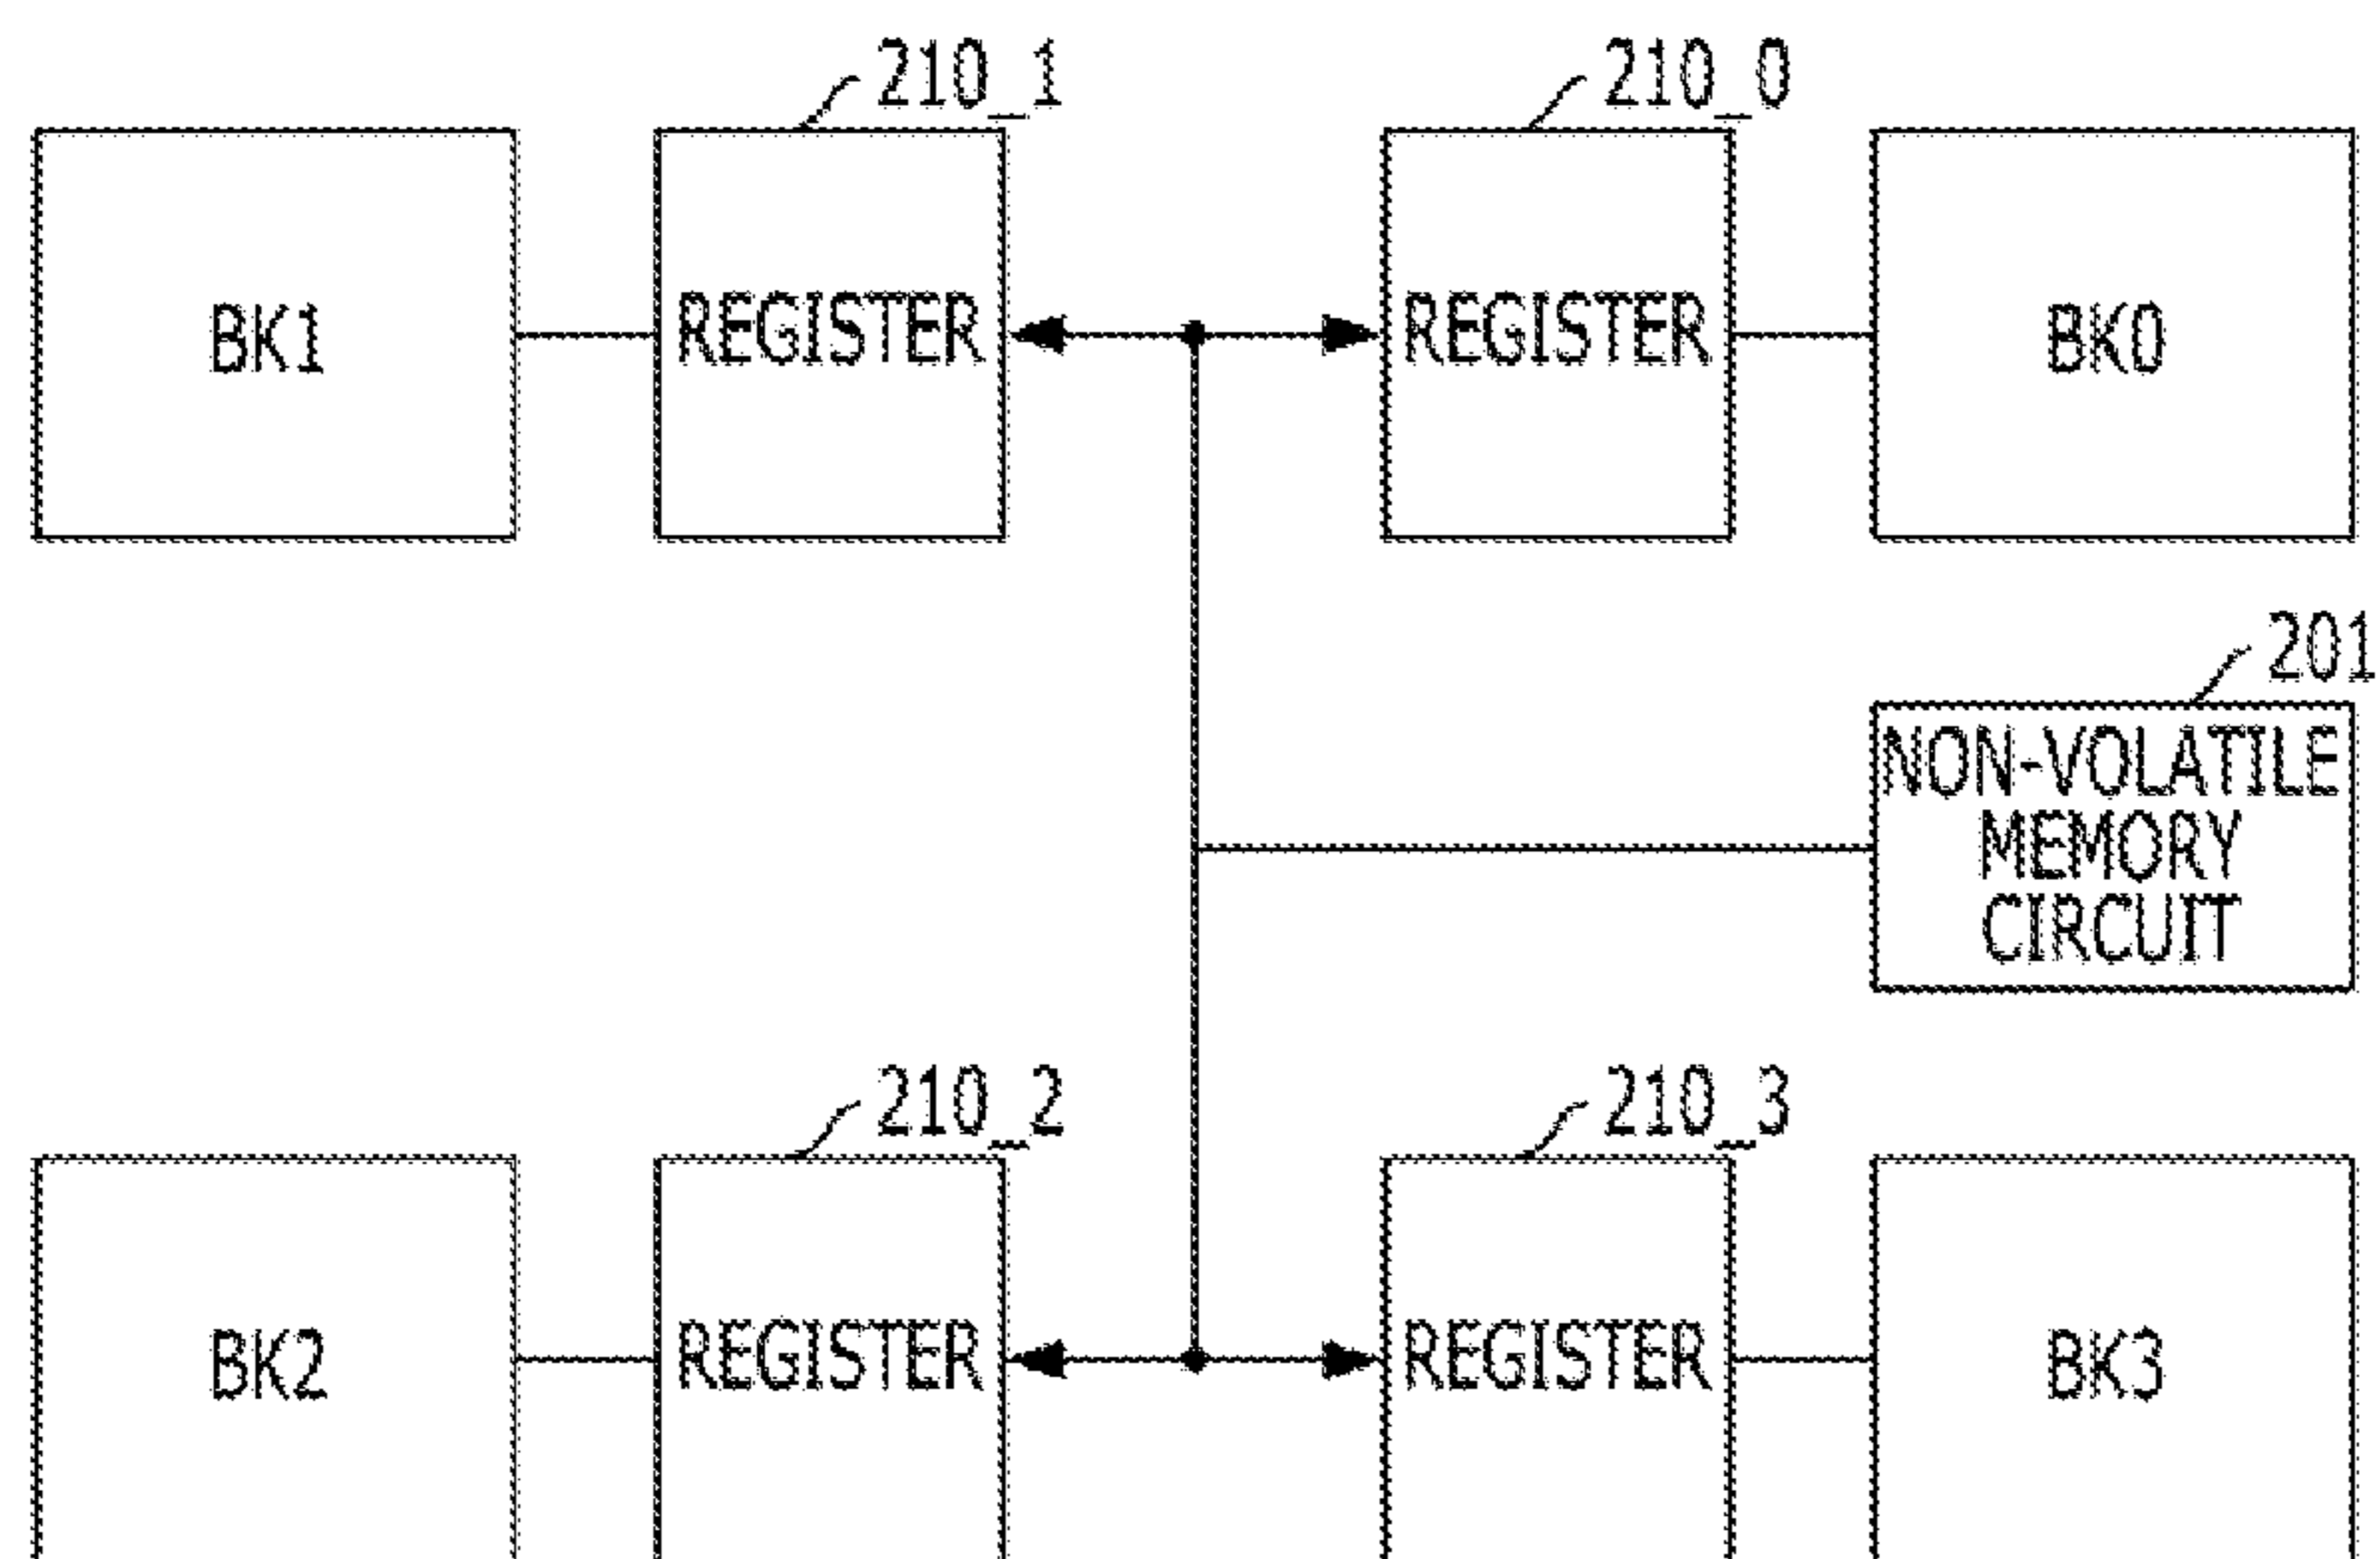 210_1
210_0
BK1
REGISTER
REGISTER
BK0
201
NON-VOLATILE
MEMORY
CIRCUIT
210_2
210_3
BK2
REGISTER
REGISTER
BK3